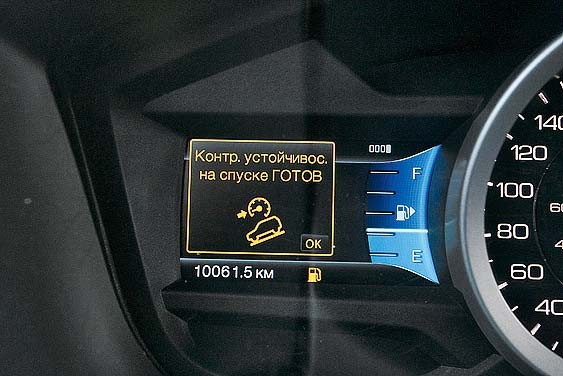 Контр. устойчивос.
на спуске ГОТОВ
OK
10061.5 км
F
E
140
120
100
80
60
40